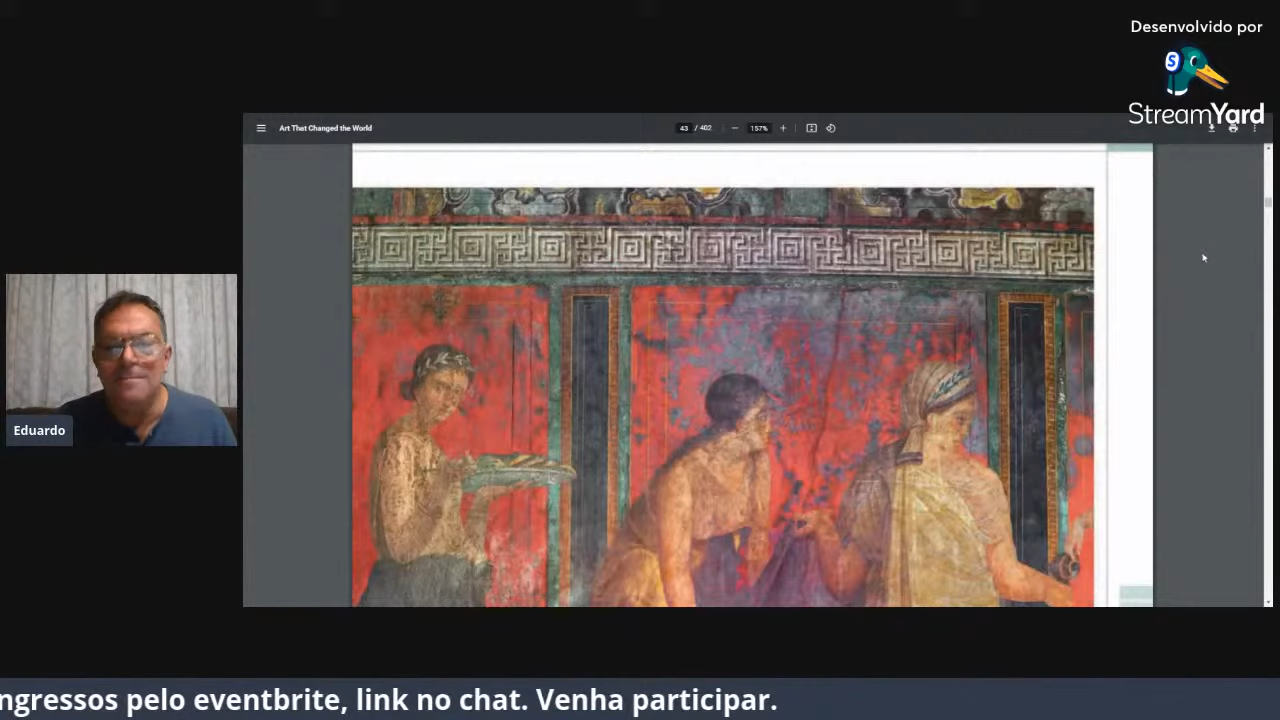 Desenvolvido por
StreamYard
Art That Changed the World
43 / 402
157%
Eduardo
ngressos pelo eventbrite, link no chat. Venha participar.